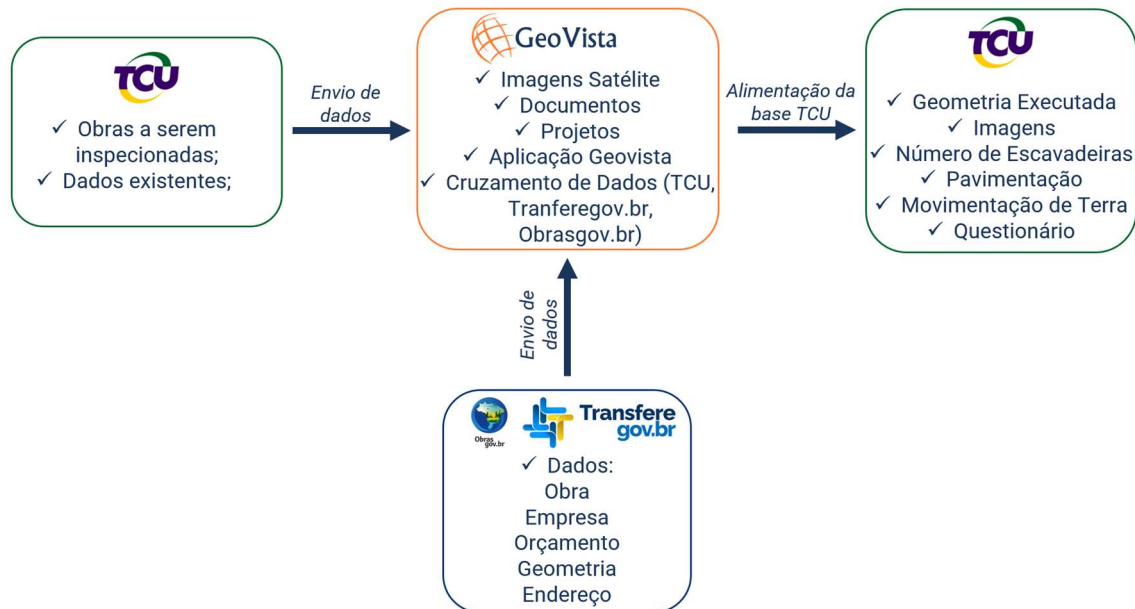 TCU
✓ Obras a serem
inspecionadas;
✓ Dados existentes;
Envio de
dados
GeoVista
✓ Imagens Satélite
✓ Documentos
✓ Projetos
✓ Aplicação Geovista
✓ Cruzamento de Dados (TCU,
Tranferegov.br,
Obrasgov.br)
Alimentação da
base TCU
TCU
✓ Geometria Executada
✓ Imagens
✓ Número de Escavadeiras
✓ Pavimentação
✓ Movimentação de Terra
✓ Questionário
Envio de
dados
Obras
gov.br
Transfere
gov.br
✓ Dados:
Obra
Empresa
Orçamento
Geometria
Endereço